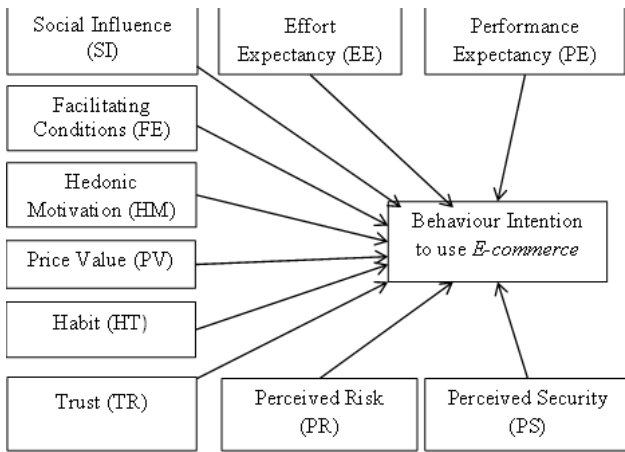 Social Influence
(SI)
Effort
Expectancy (EE)
Performance
Expectancy (PE)
Facilitating
Conditions (FE)
Hedonic
Motivation (HM)
Behaviour Intention
to use E-commerce
Price Value (PV)
Habit (HT)
Trust (TR)
Perceived Risk
(PR)
Perceived Security
(PS)